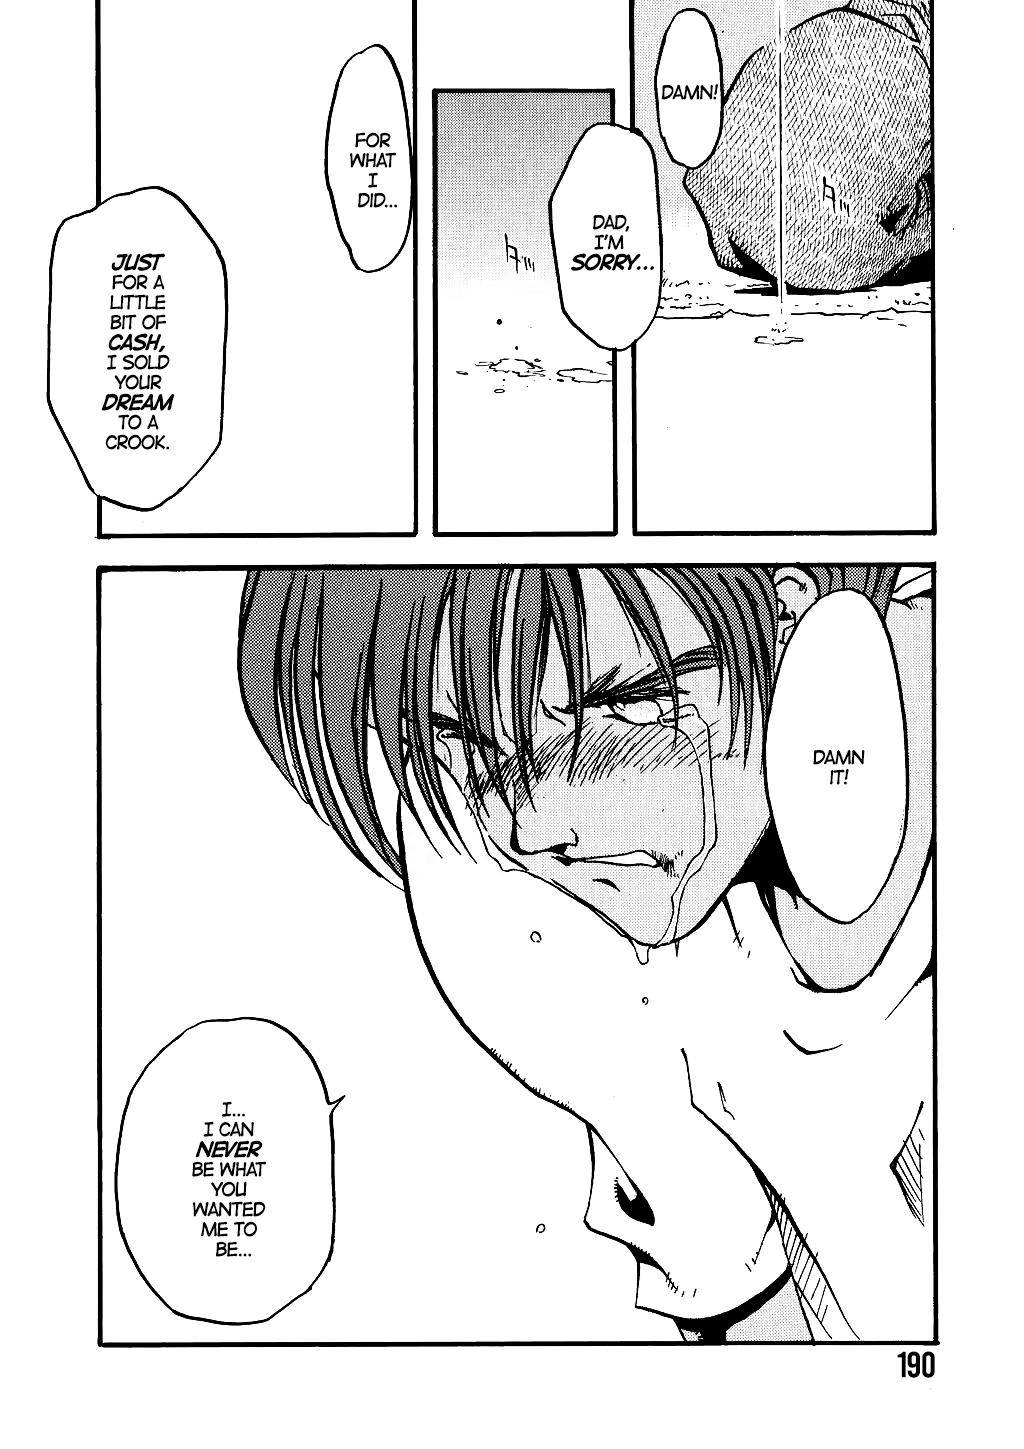 DAMN!
DAD,
I'M
SORRY...
FOR
WHAT
I
DID...
JUST
FOR A
LITTLE
BIT OF
CASH,
I SOLD
YOUR
DREAM
TO A
CROOK.
DAMN
IT!
I...
I CAN
NEVER
BE WHAT
YOU
WANTED
ME TO
BE...
190